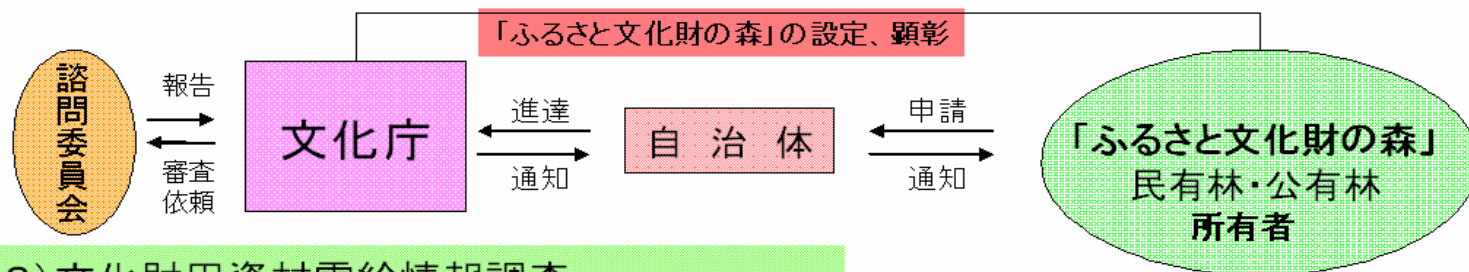 「ふるさと文化財の森」の設定、顕彰
諮問委員会
報告
審査
依頼
文化庁
進達
通知
自治体
申請
通知
「ふるさと文化財の森」
民有林・公有林
所有者